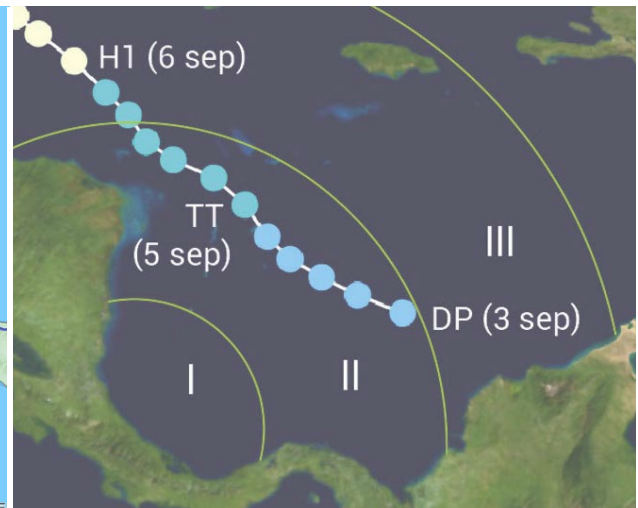 H1 (6 sep)
TT
(5 sep)
III
DP (3 sep)
I
II